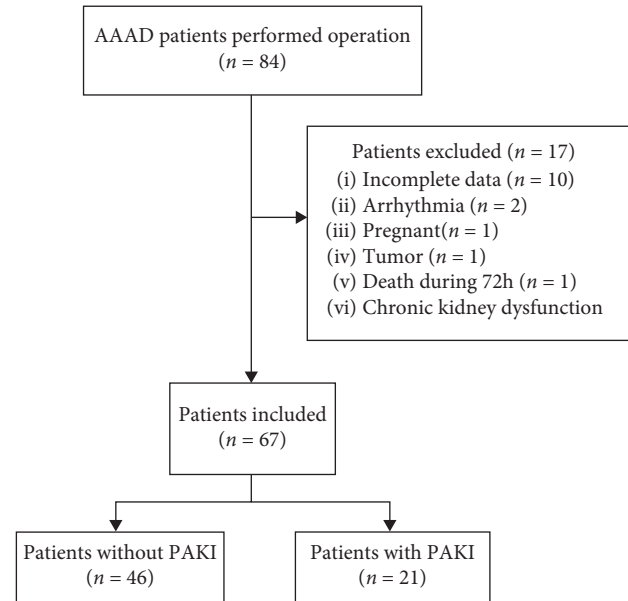 AAAD patients performed operation
(n = 84)
Patients excluded (n = 17)
(i) Incomplete data (n = 10)
(ii) Arrhythmia (n = 2)
(iii) Pregnant(n = 1)
(iv) Tumor (n = 1)
(v) Death during 72h (n = 1)
(vi) Chronic kidney dysfunction
Patients included
(n = 67)
Patients without PAKI
(n = 46)
Patients with PAKI
(n = 21)